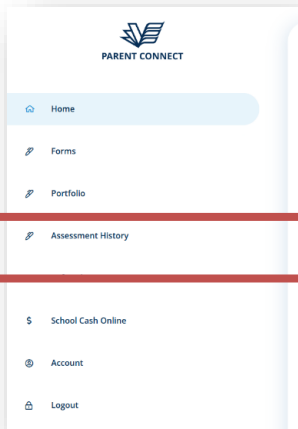 PARENT CONNECT
Home
Forms
Portfolio
Assessment History
$ School Cash Online
Account
Logout